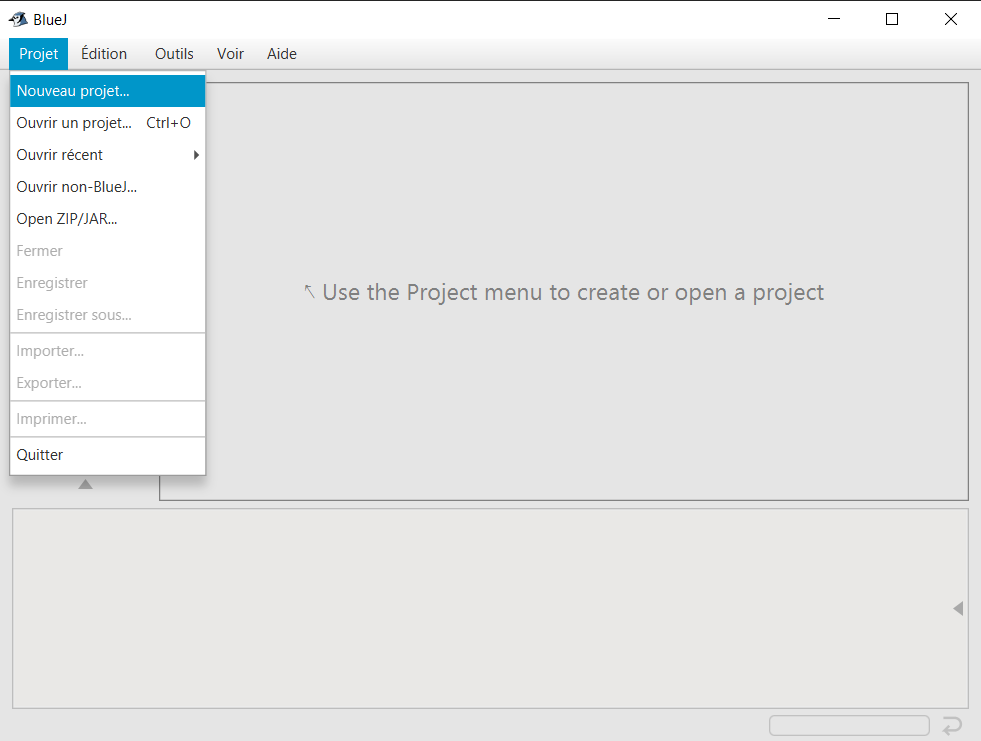 BlueJ
Projet Édition Outils Voir Aide
Nouveau projet...
Ouvrir un projet... Ctrl+O
Ouvrir récent
Ouvrir non-BlueJ...
Open ZIP/JAR...
Fermer
Enregistrer
Enregistrer sous...
Importer...
Exporter...
Imprimer...
Quitter
Use the Project menu to create or open a project